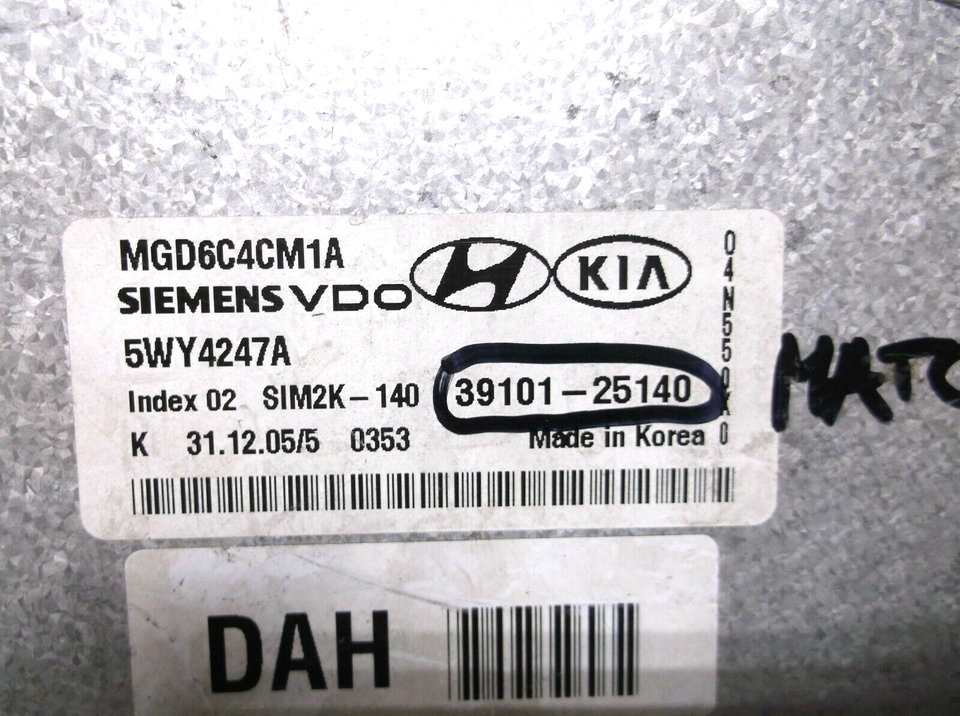 MGD6C4CM1A
SIEMENS VDO KIA
5WY4247A
Index 02 SIM2K-140 39101-25140
K 31.12.05/5 0353 Made in Korea
04N550K0
DAH